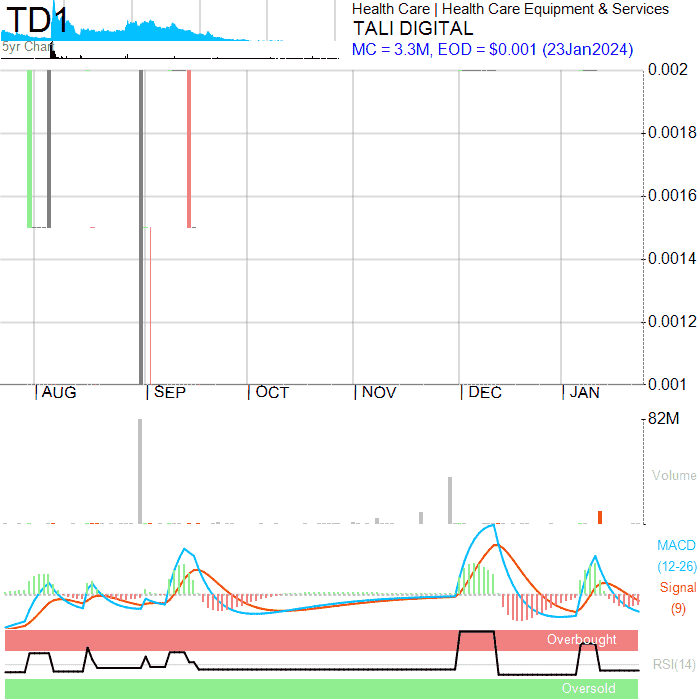 TD1
Health Care | Health Care Equipment & Services
TALI DIGITAL
MC = 3.3M, EOD = $0.001 (23Jan2024)
5yr Chart
0.002
0.0018
0.0016
0.0014
0.0012
0.001
|AUG |SEP |OCT |NOV |DEC |JAN
82M
Volume
MACD
(12-26)
Signal
(9)
Overbought
RSI(14)
Oversold